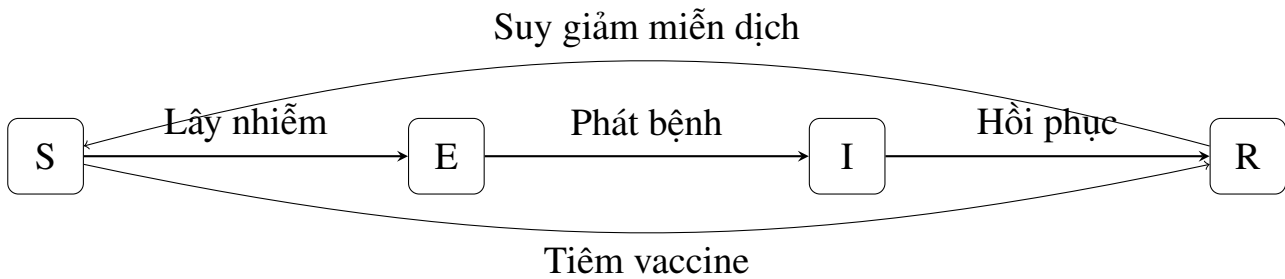 Suy giảm miễn dịch
Lây nhiễm
Phát bệnh
Hồi phục
S
E
I
R
Tiêm vaccine